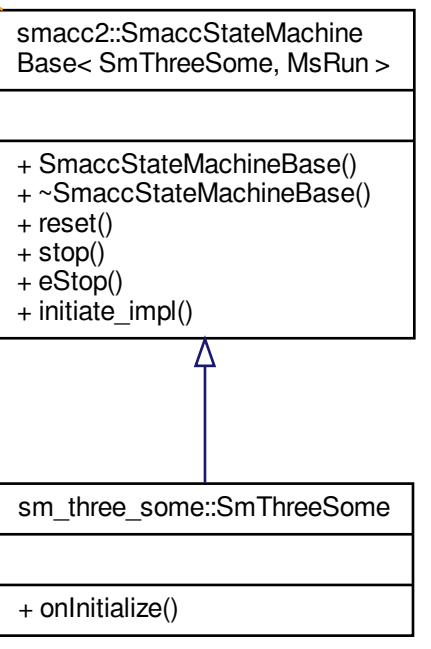 smacc2::SmaccStateMachine
Base< SmThreeSome, MsRun >
+ SmaccStateMachineBase()
+ ~SmaccStateMachineBase()
+ reset()
+ stop()
+ eStop()
+ initiate_impl()
sm_three_some::SmThreeSome
+ onInitialize()